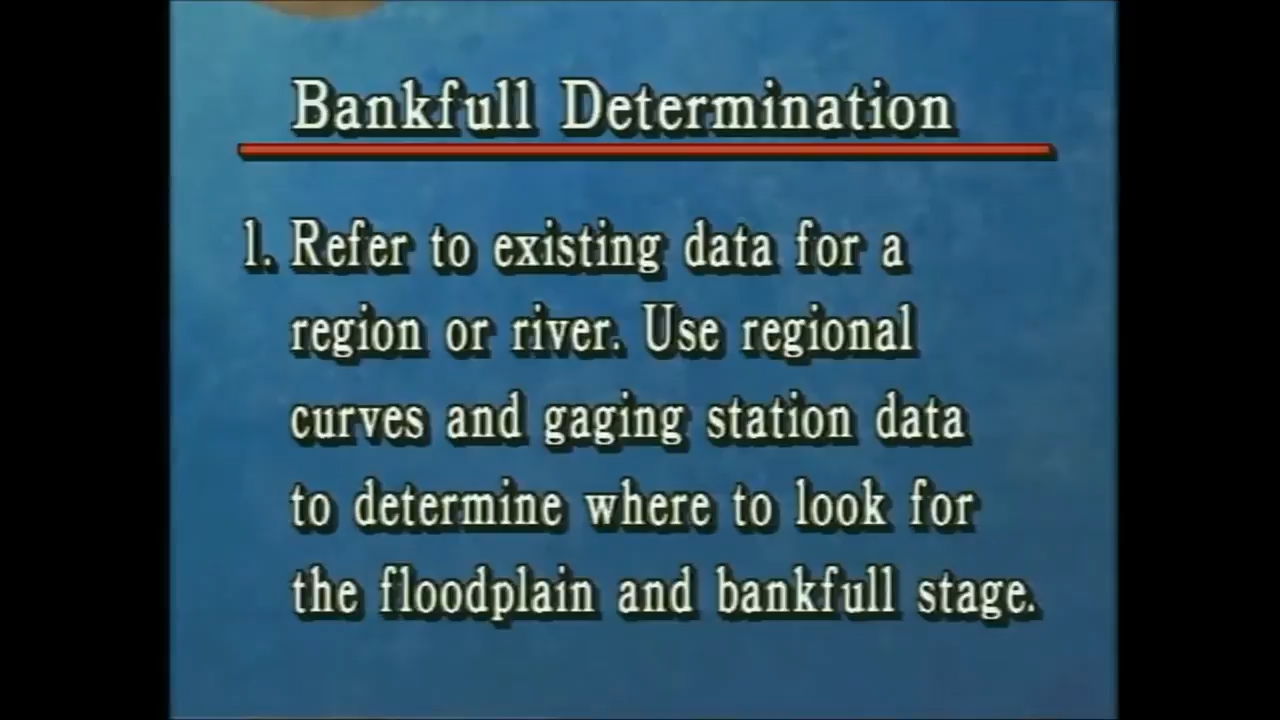 Bankfull Determination
1. Refer to existing data for a
region or river. Use regional
curves and gaging station data
to determine where to look for
the floodplain and bankfull stage.